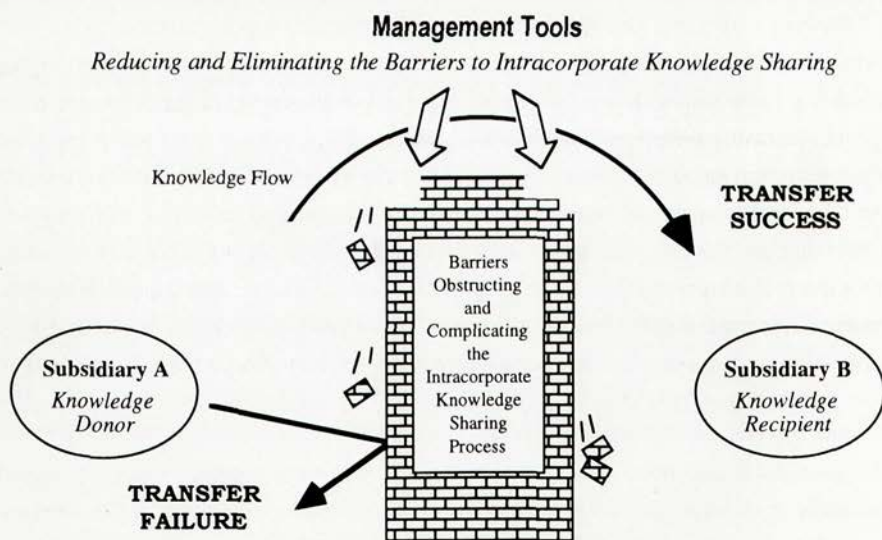 Management Tools
Reducing and Eliminating the Barriers to Intracorporate Knowledge Sharing
Knowledge Flow
TRANSFER
SUCCESS
Barriers
Obstructing
and
Complicating
the
Intracorporate
Knowledge
Sharing
Process
Subsidiary A
Knowledge
Donor
Subsidiary B
Knowledge
Recipient
TRANSFER
FAILURE